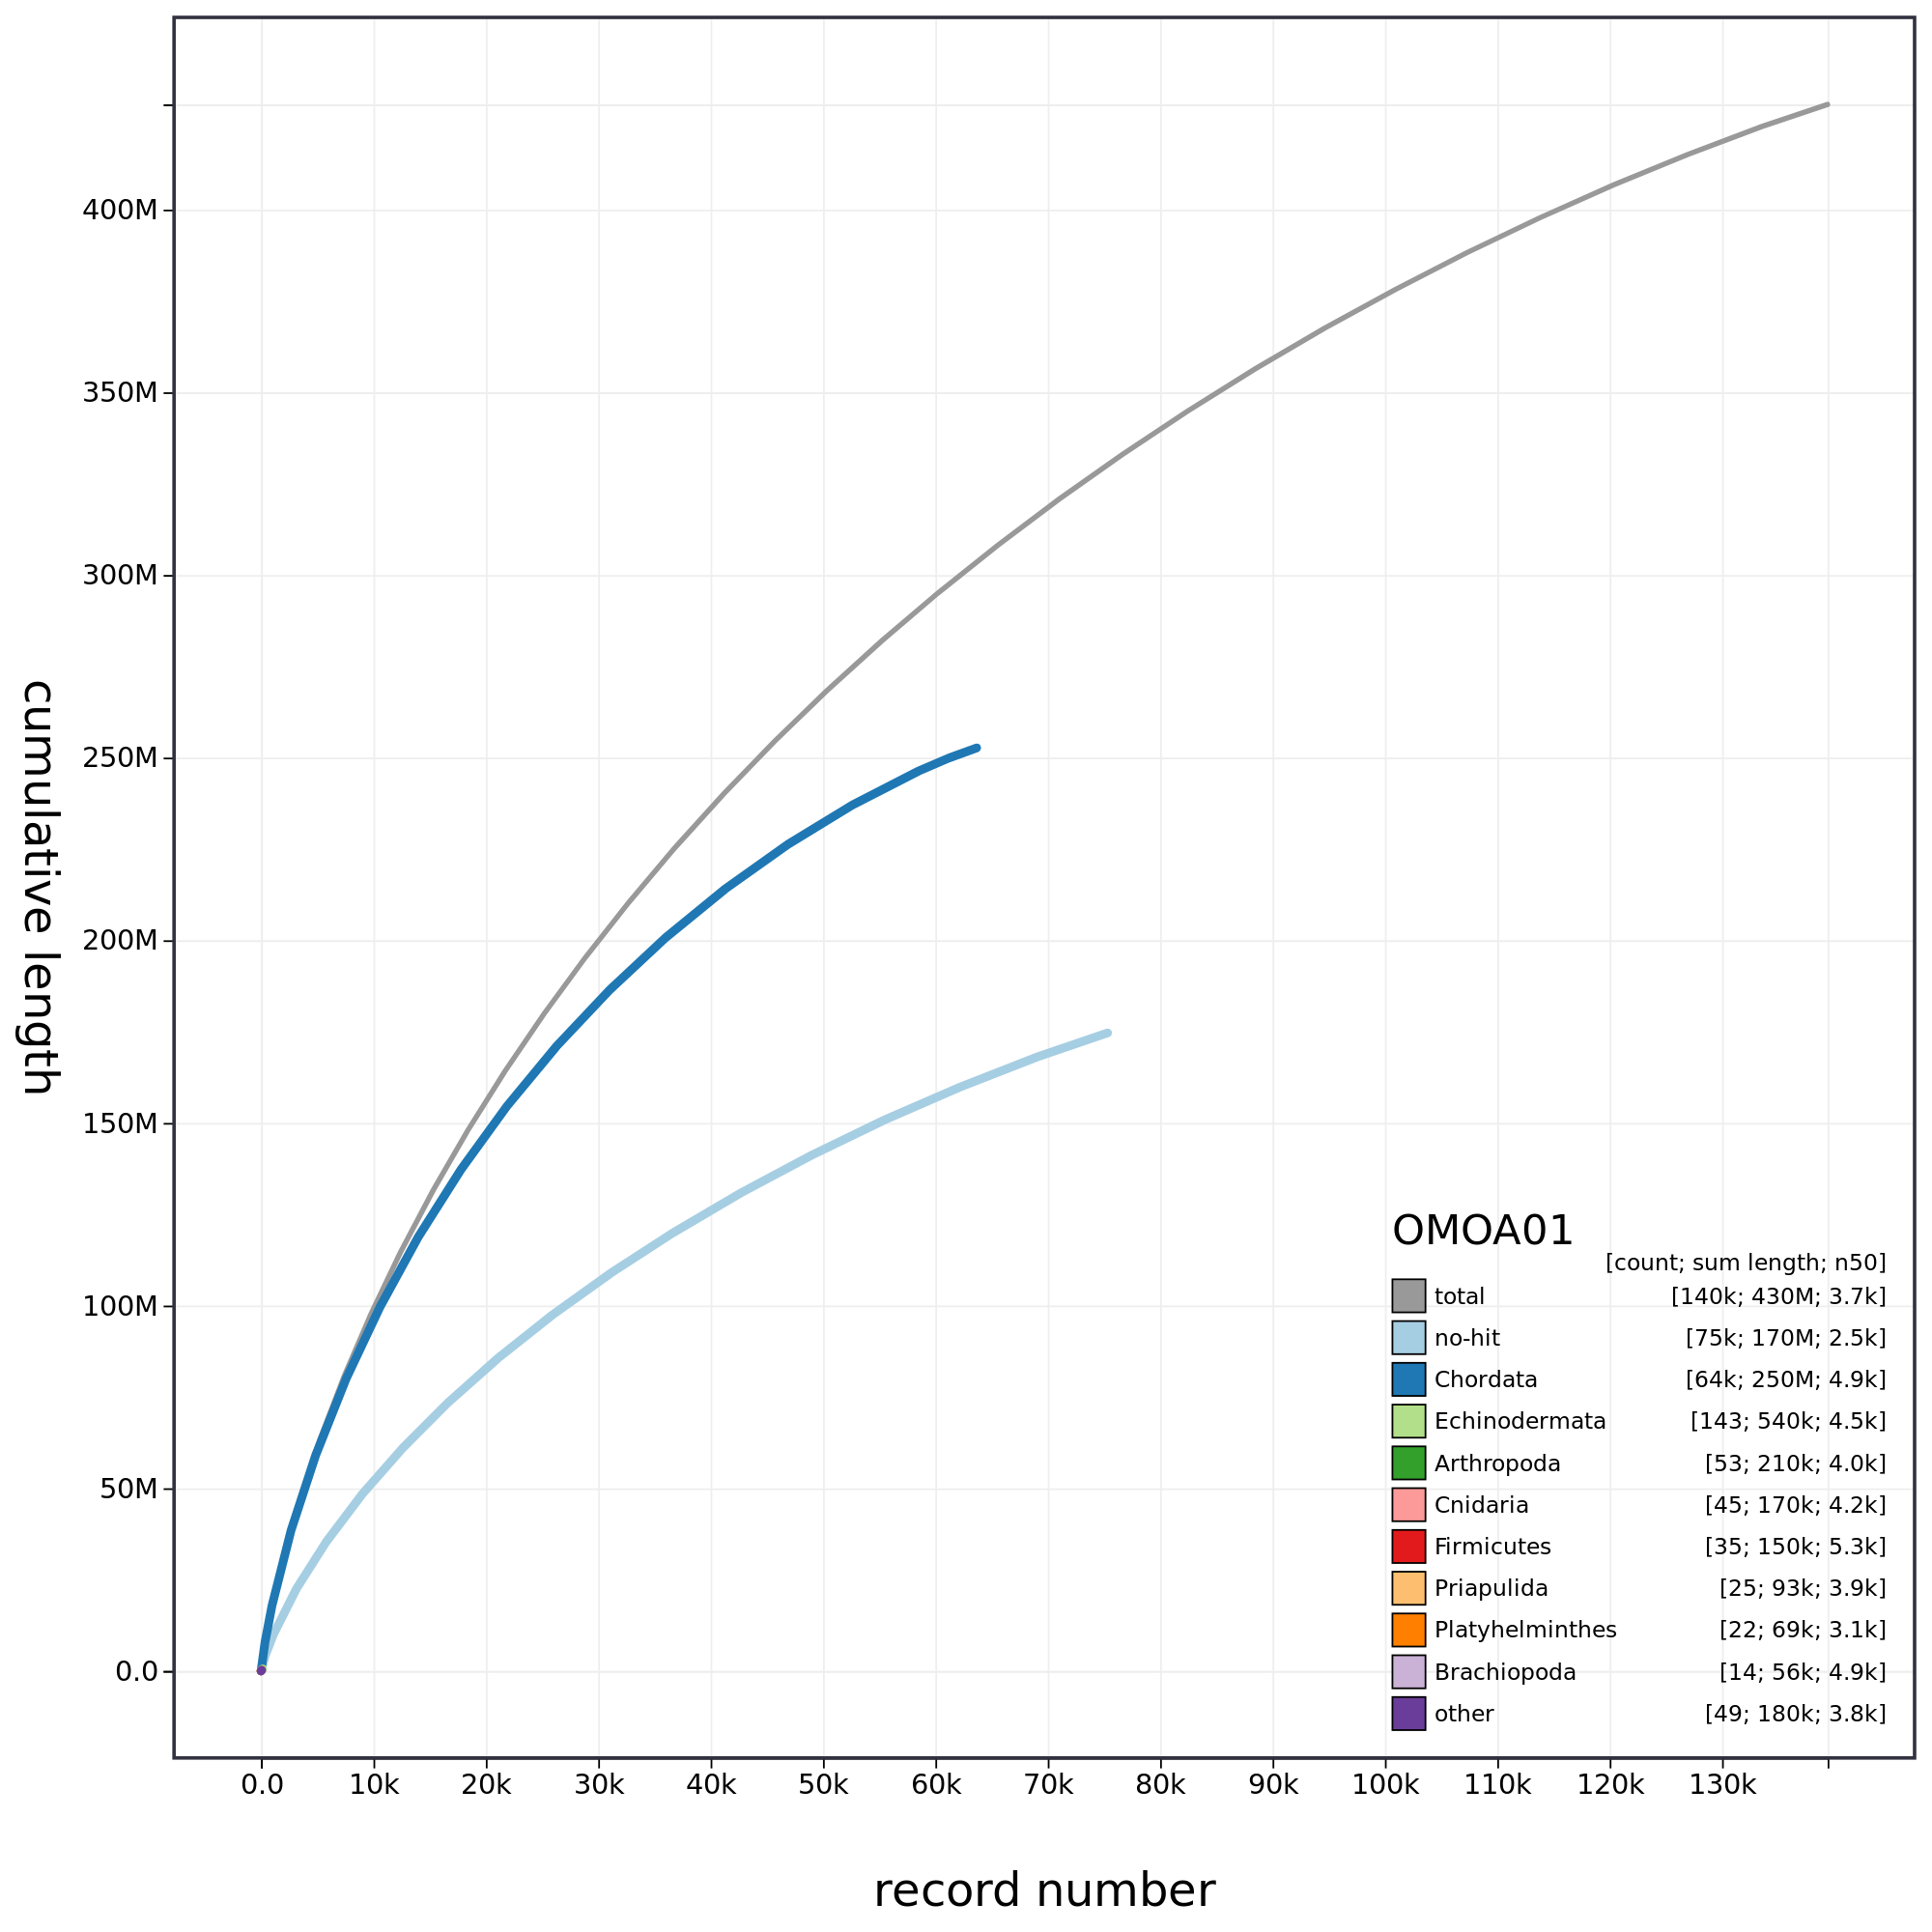 cumulative length
400M
350M
300M
250M
200M
150M
100M
50M
0.0
OMOA01
[count; sum length; n50]
total [140k; 430M; 3.7k]
no-hit [75k; 170M; 2.5k]
Chordata [64k; 250M; 4.9k]
Echinodermata [143; 540k; 4.5k]
Arthropoda [53; 210k; 4.0k]
Cnidaria [45; 170k; 4.2k]
Firmicutes [35; 150k; 5.3k]
Priapulida [25; 93k; 3.9k]
Platyhelminthes [22; 69k; 3.1k]
Brachiopoda [14; 56k; 4.9k]
other [49; 180k; 3.8k]
0.0 10k 20k 30k 40k 50k 60k 70k 80k 90k 100k 110k 120k 130k
record number